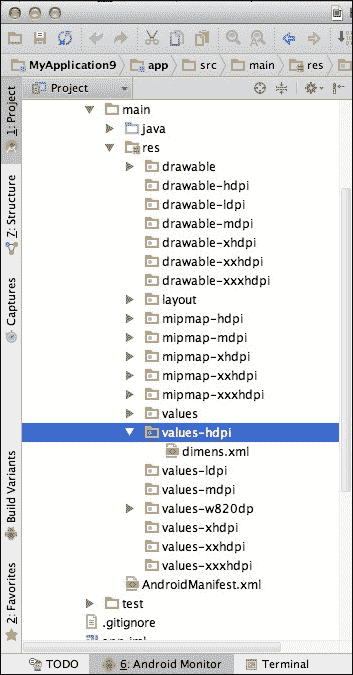 MyApplication9 app src main res
Project
main
java
res
drawable
drawable-hdpi
drawable-ldpi
drawable-mdpi
drawable-xhdpi
drawable-xxhdpi
drawable-xxxhdpi
layout
mipmap-hdpi
mipmap-mdpi
mipmap-xhdpi
mipmap-xxhdpi
mipmap-xxxhdpi
values
values-hdpi
dimens.xml
values-ldpi
values-mdpi
values-w820dp
values-xhdpi
values-xxhdpi
values-xxxhdpi
AndroidManifest.xml
test
.gitignore
app.iml
1: Project
7: Structure
Captures
Build Variants
2: Favorites
TODO 6: Android Monitor Terminal